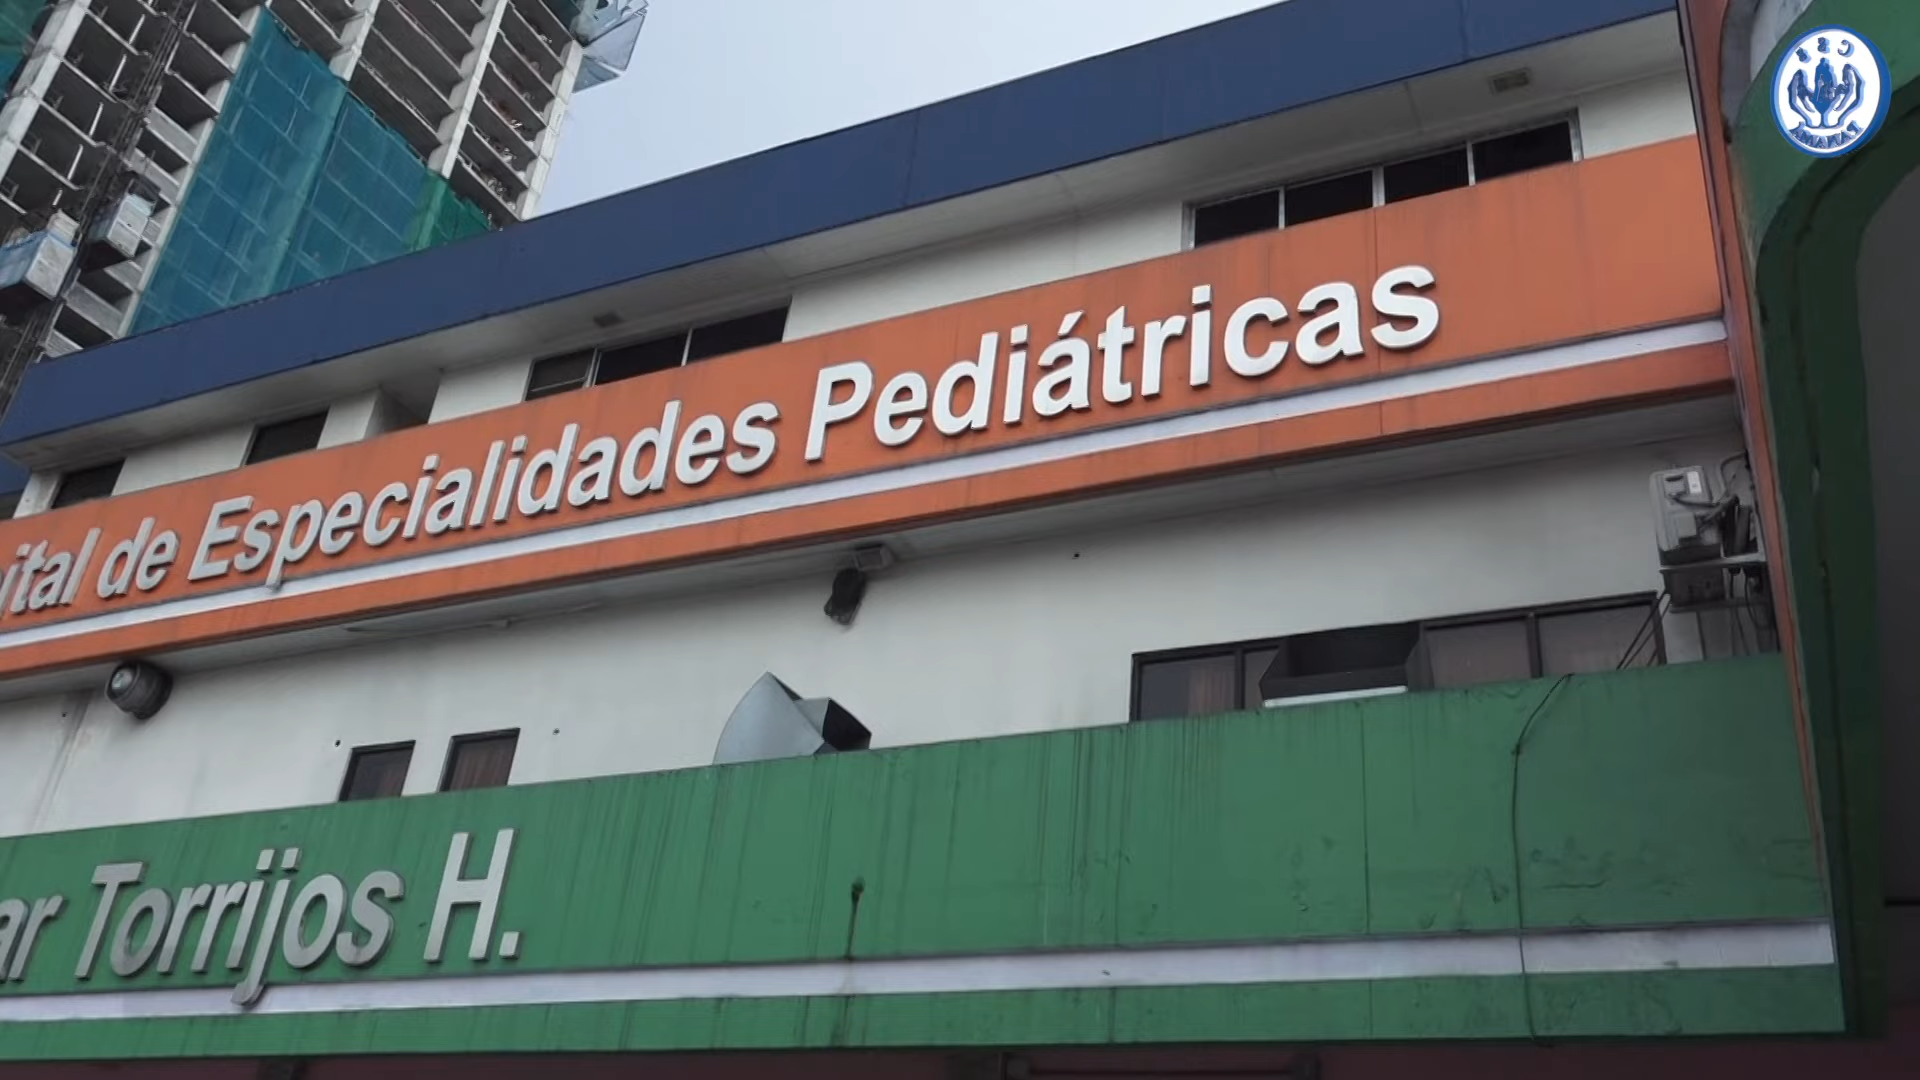 ital de Especialidades Pediátricas
ar Torrijos H.